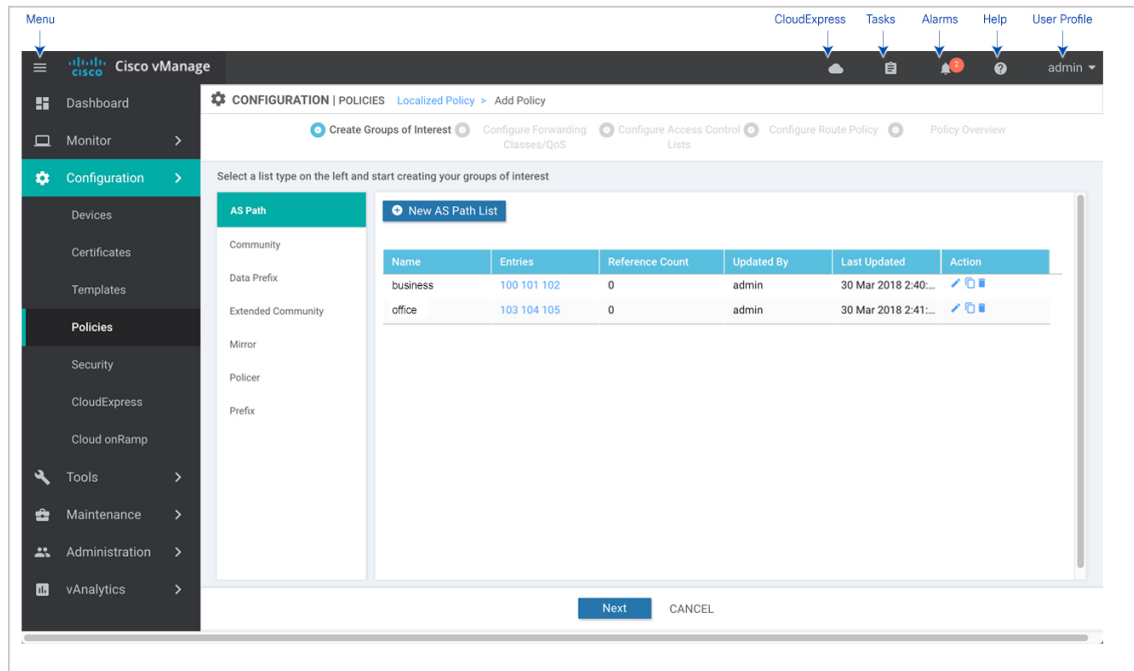 Menu CloudExpress Tasks Alarms Help User Profile
CISCO Cisco vManage 2 admin
Dashboard
Monitor
Configuration
Devices
Certificates
Templates
Policies
Security
CloudExpress
Cloud onRamp
Tools
Maintenance
Administration
vAnalytics
CONFIGURATION | POLICIES Localized Policy > Add Policy
Create Groups of Interest Configure Forwarding Classes/QoS Configure Access Control Lists Configure Route Policy Policy Overview
Select a list type on the left and start creating your groups of interest
AS Path
Community
Data Prefix
Extended Community
Mirror
Policer
Prefix
New AS Path List
Name Entries Reference Count Updated By Last Updated Action
business 100 101 102 0 admin 30 Mar 2018 2:40:...
office 103 104 105 0 admin 30 Mar 2018 2:41:...
Next CANCEL